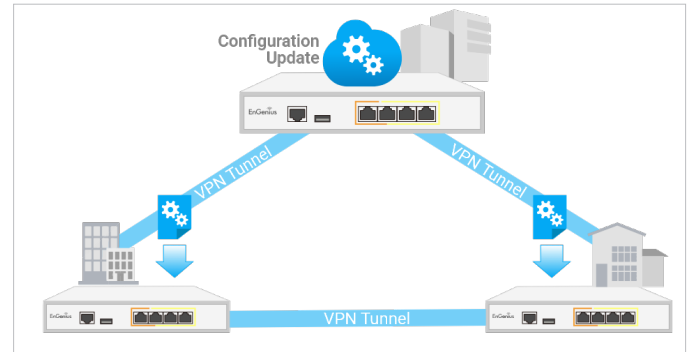 Configuration
Update
EnGenius
VPN Tunnel
VPN Tunnel
EnGenius
VPN Tunnel
EnGenius